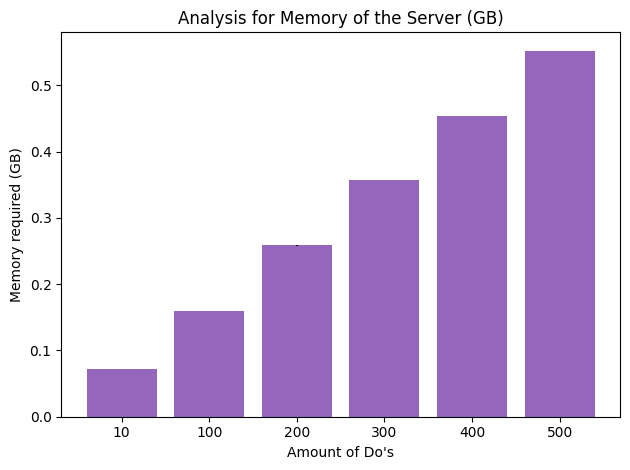 Analysis for Memory of the Server (GB)
Memory required (GB)
0.5
0.4
0.3
0.2
0.1
0.0
10 100 200 300 400 500
Amount of Do's